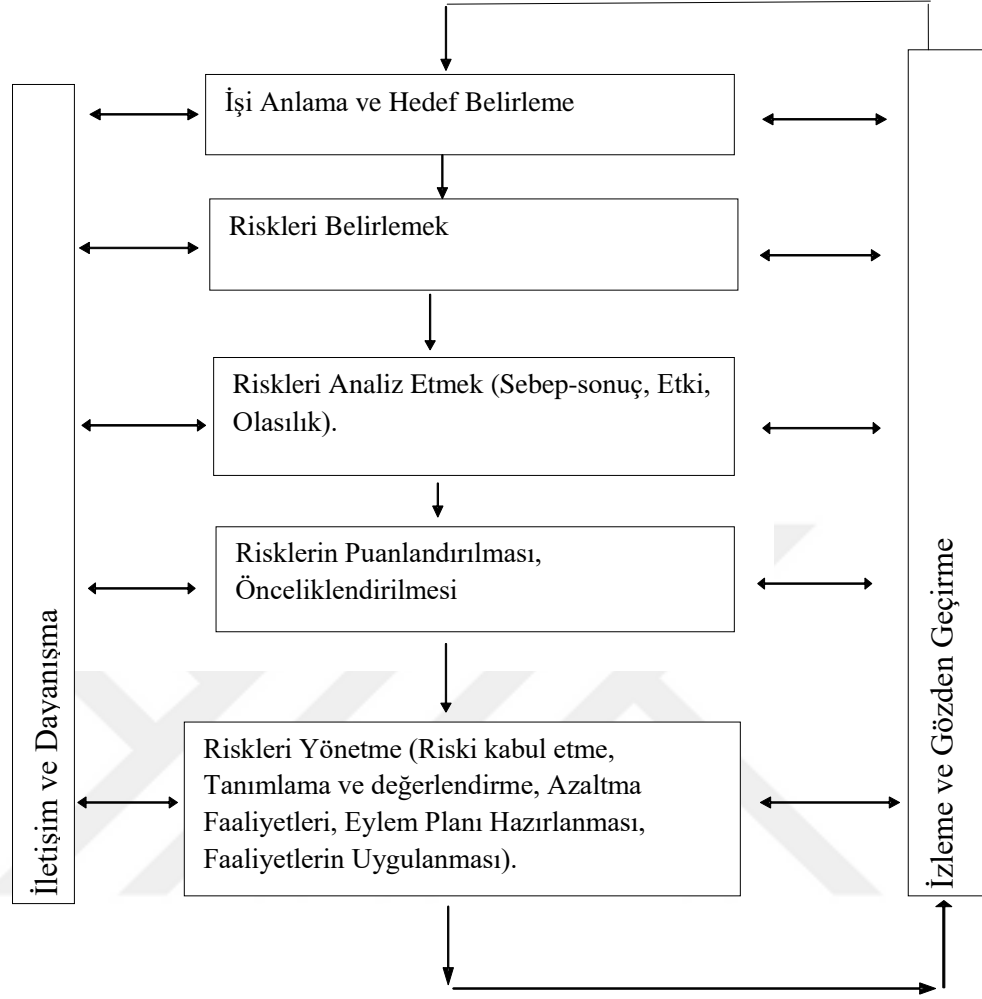 İşi Anlama ve Hedef Belirleme
Riskleri Belirlemek
Riskleri Analiz Etmek (Sebep-sonuç, Etki,
Olasılık).
Risklerin Puanlandırılması,
Önceliklendirilmesi
Riskleri Yönetme (Riski kabul etme,
Tanımlama ve değerlendirme, Azaltma
Faaliyetleri, Eylem Planı Hazırlanması,
Faaliyetlerin Uygulanması).
İletişim ve Dayanışma
İzleme ve Gözden Geçirme